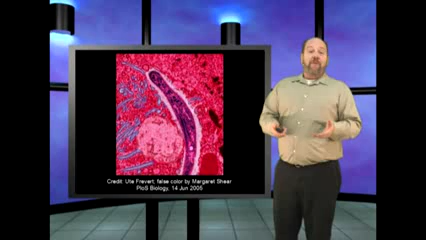 Credit: Ute Frevert; false color by Margaret Shear
PloS Biology, 14 Jun 2005